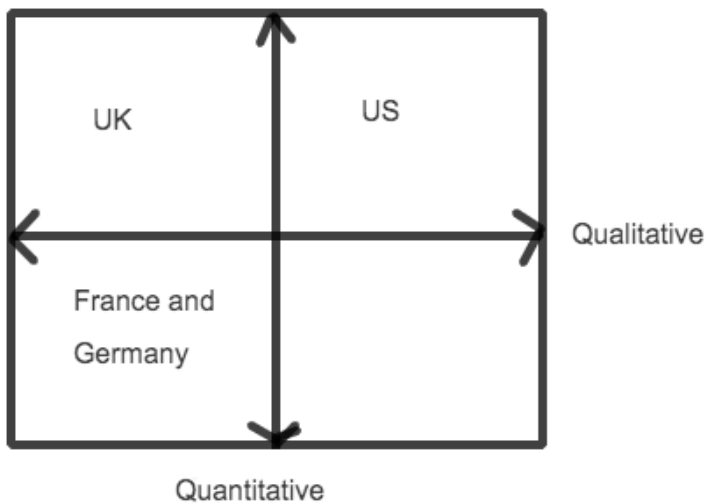 UK
US
Qualitative
France and
Germany
Quantitative